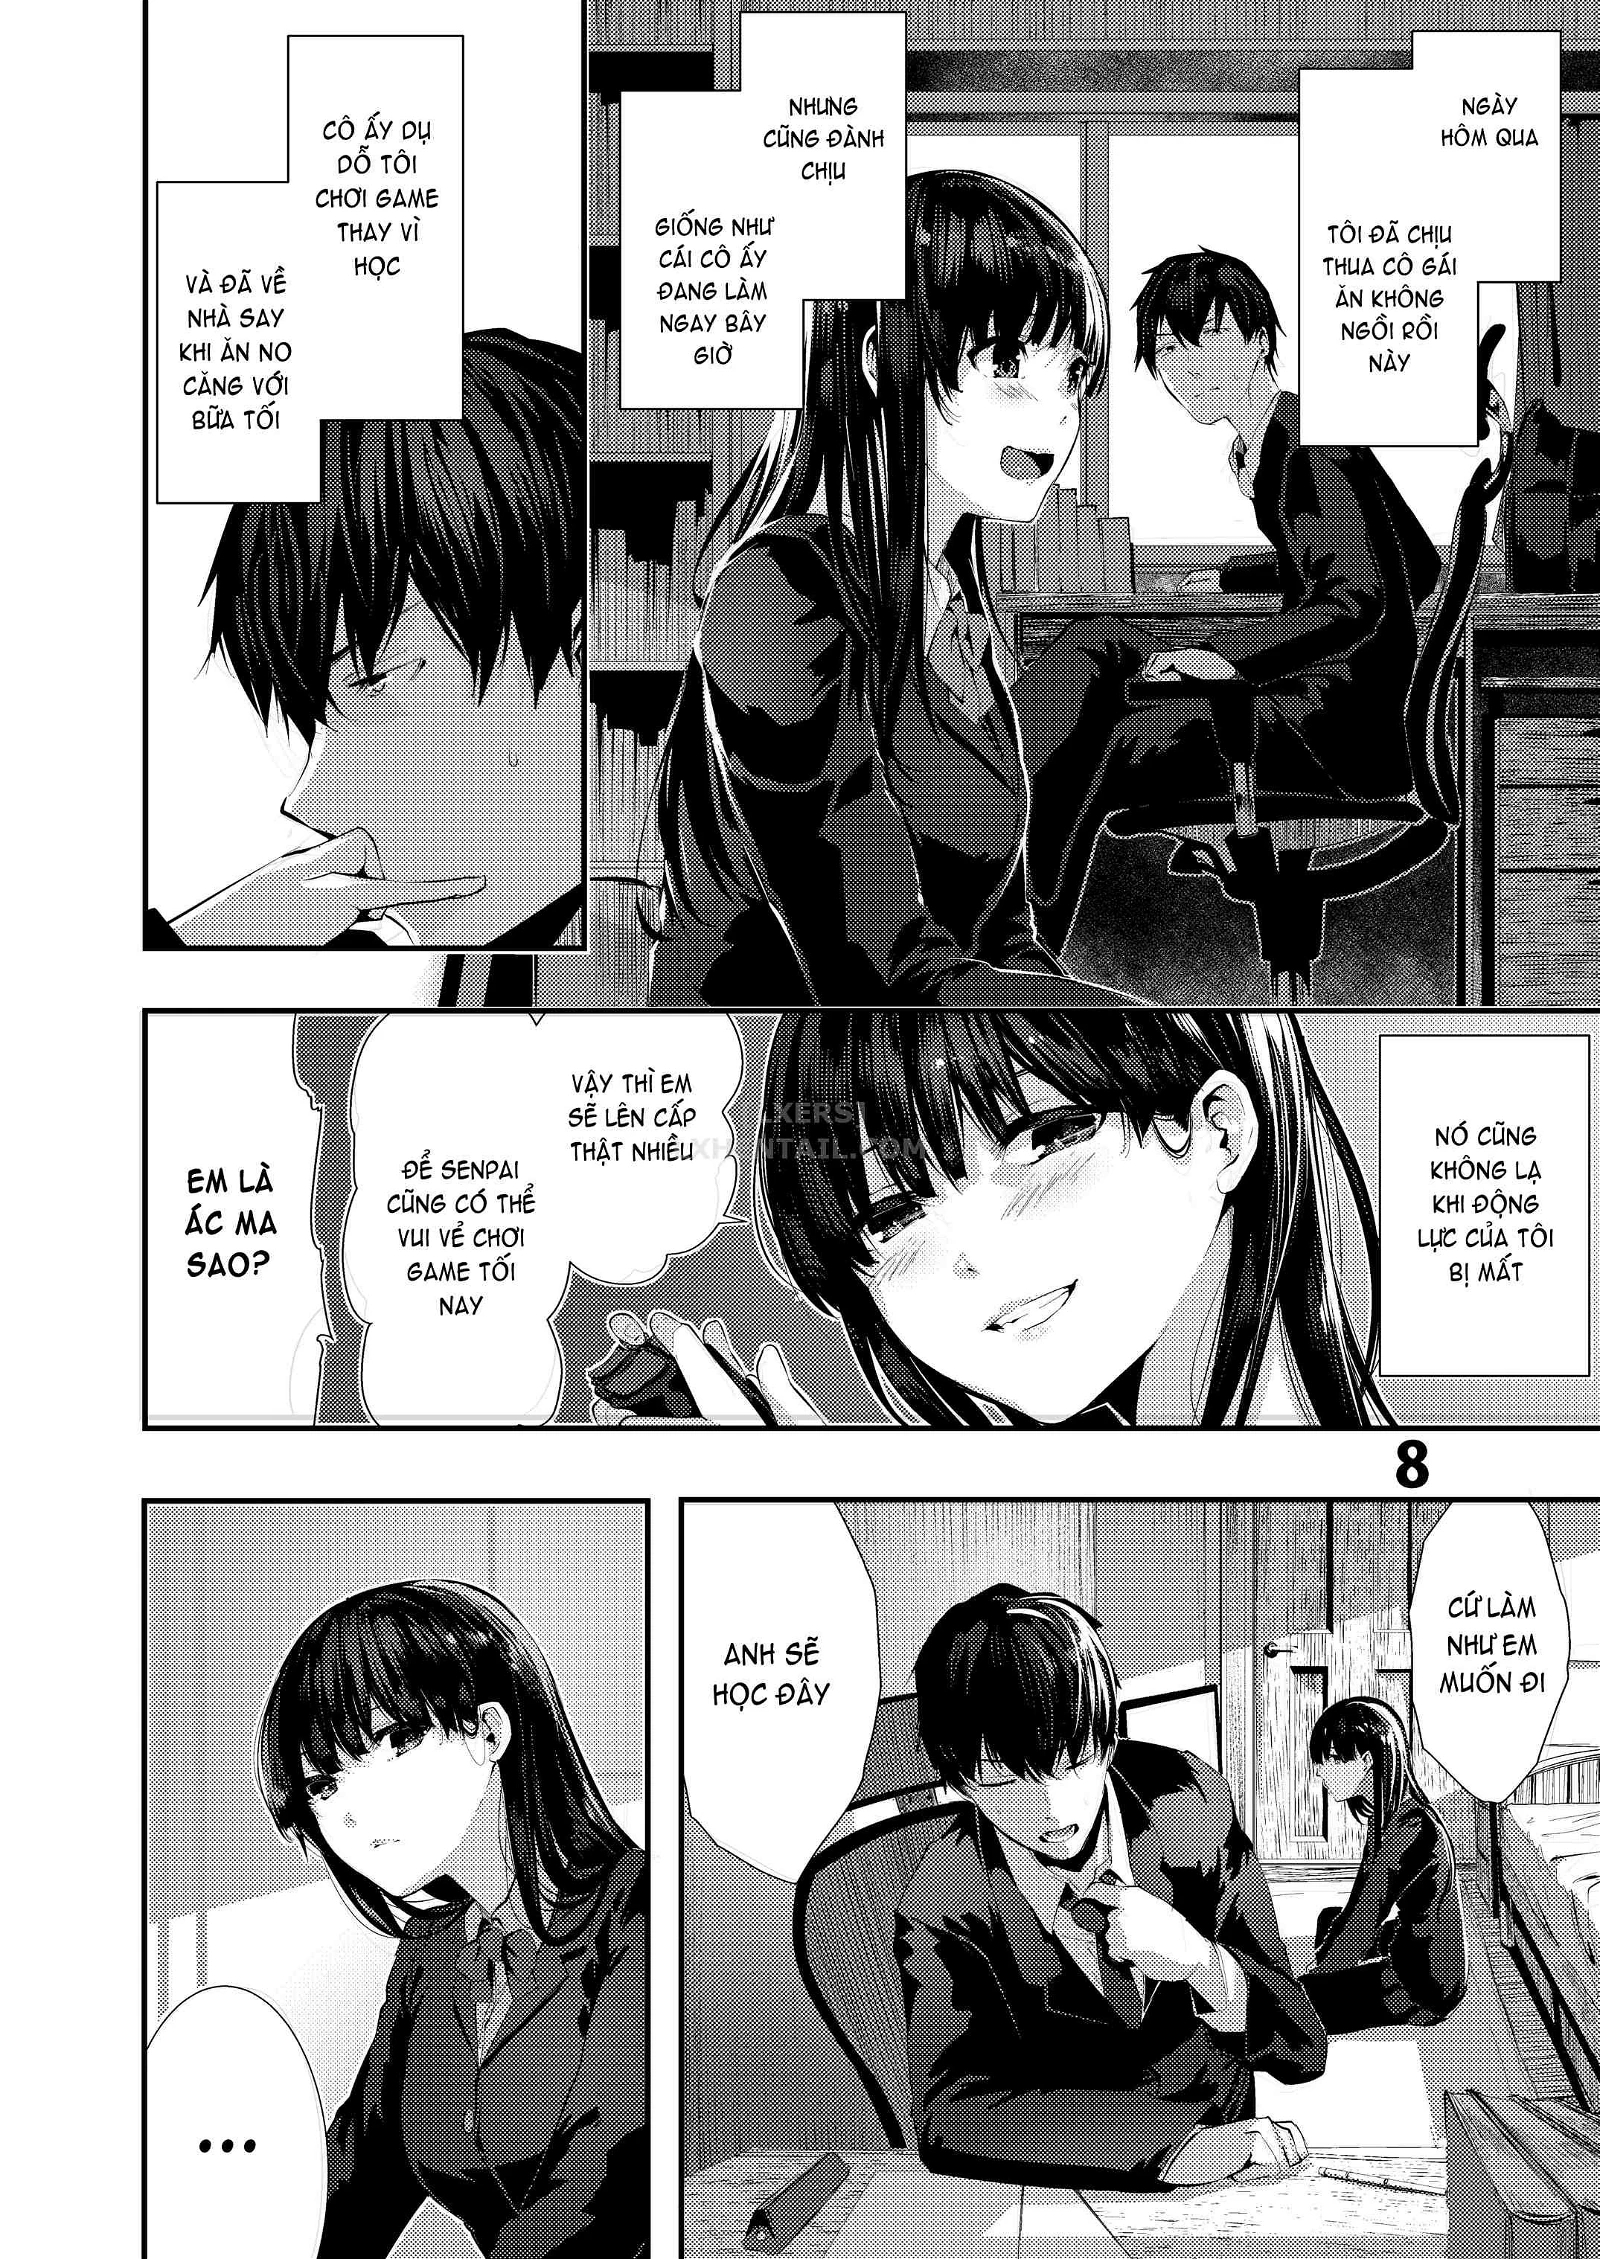 NGÀY
HÔM QUA
TÔI ĐÃ CHỊU
THUA CÔ GÁI
ĂN KHÔNG
NGỒI RỒI
NÀY
NHƯNG
CŨNG ĐÀNH
CHỊU
GIỐNG NHƯ
CÁI CÔ ẤY
ĐANG LÀM
NGAY BÂY
GIỜ
CÔ ẤY DỤ
DỖ TÔI
CHƠI GAME
THAY VÌ
HỌC
VÀ ĐÃ VỀ
NHÀ SAY
KHI ĂN NO
CĂNG VỚI
BỮA TỐI
NÓ CŨNG
KHÔNG LẠ
KHI ĐỘNG
LỰC CỦA TÔI
BỊ MẤT
VẬY THÌ EM
SẼ LÊN CẤP
THẬT NHIỀU
ĐỂ SENPAI
CŨNG CÓ THỂ
VUI VẺ CHƠI
GAME TỐI
NAY
EM LÀ
ÁC MA
SAO?
8
CỨ LÀM
NHƯ EM
MUỐN ĐI
ANH SẼ
HỌC ĐÂY
...